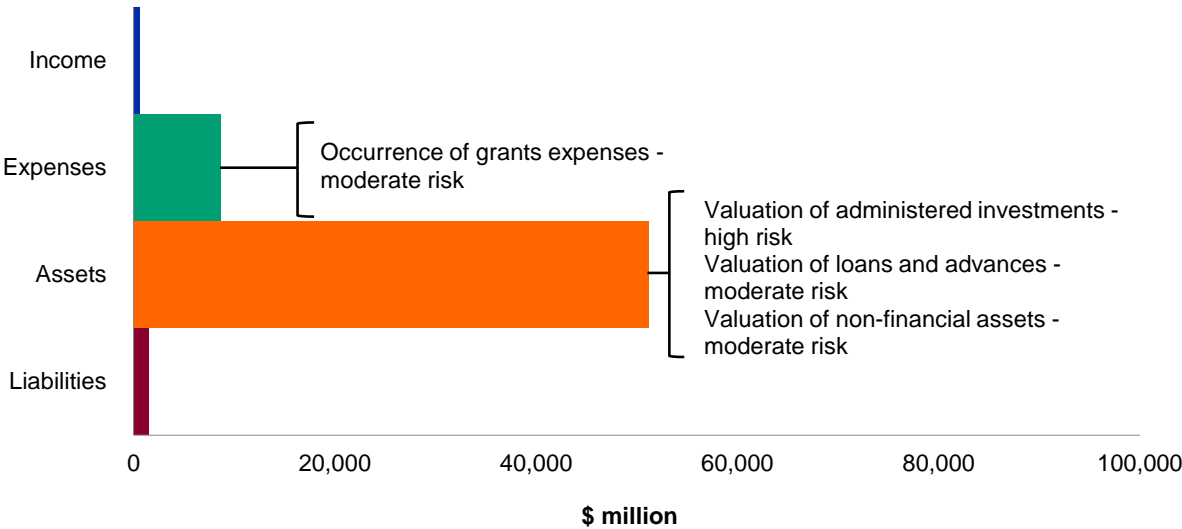 Income
Expenses
Occurrence of grants expenses -
moderate risk
Assets
Valuation of administered investments -
high risk
Valuation of loans and advances -
moderate risk
Valuation of non-financial assets -
moderate risk
Liabilities
0 20,000 40,000 60,000 80,000 100,000
$ million